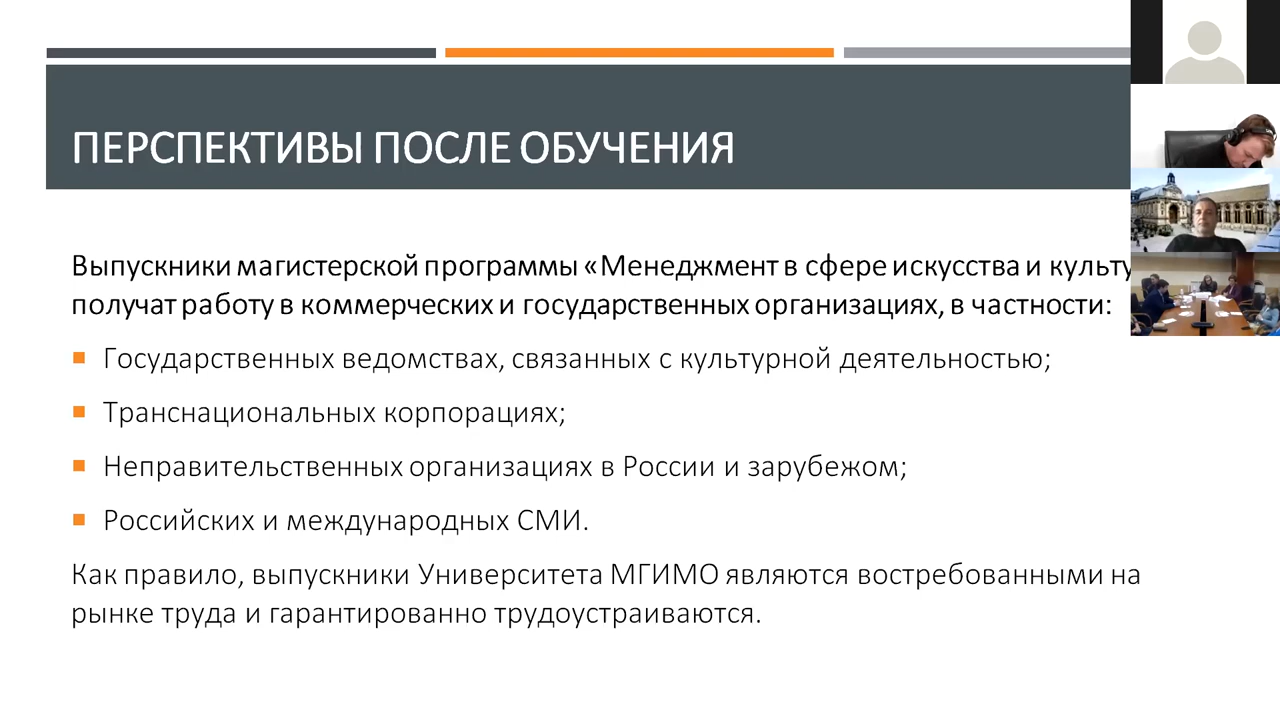 ПЕРСПЕКТИВЫ ПОСЛЕ ОБУЧЕНИЯ
Выпускники магистерской программы «Менеджмент в сфере искусства и
получат работу в коммерческих и государственных организациях, в частности:
Государственных ведомствах, связанных с культурной деятельностью;
Транснациональных корпорациях;
Неправительственных организациях в России и зарубежом;
Российских и международных СМИ.
Как правило, выпускники Университета МГИМО являются востребованными на
рынке труда и гарантированно трудоустраиваются.